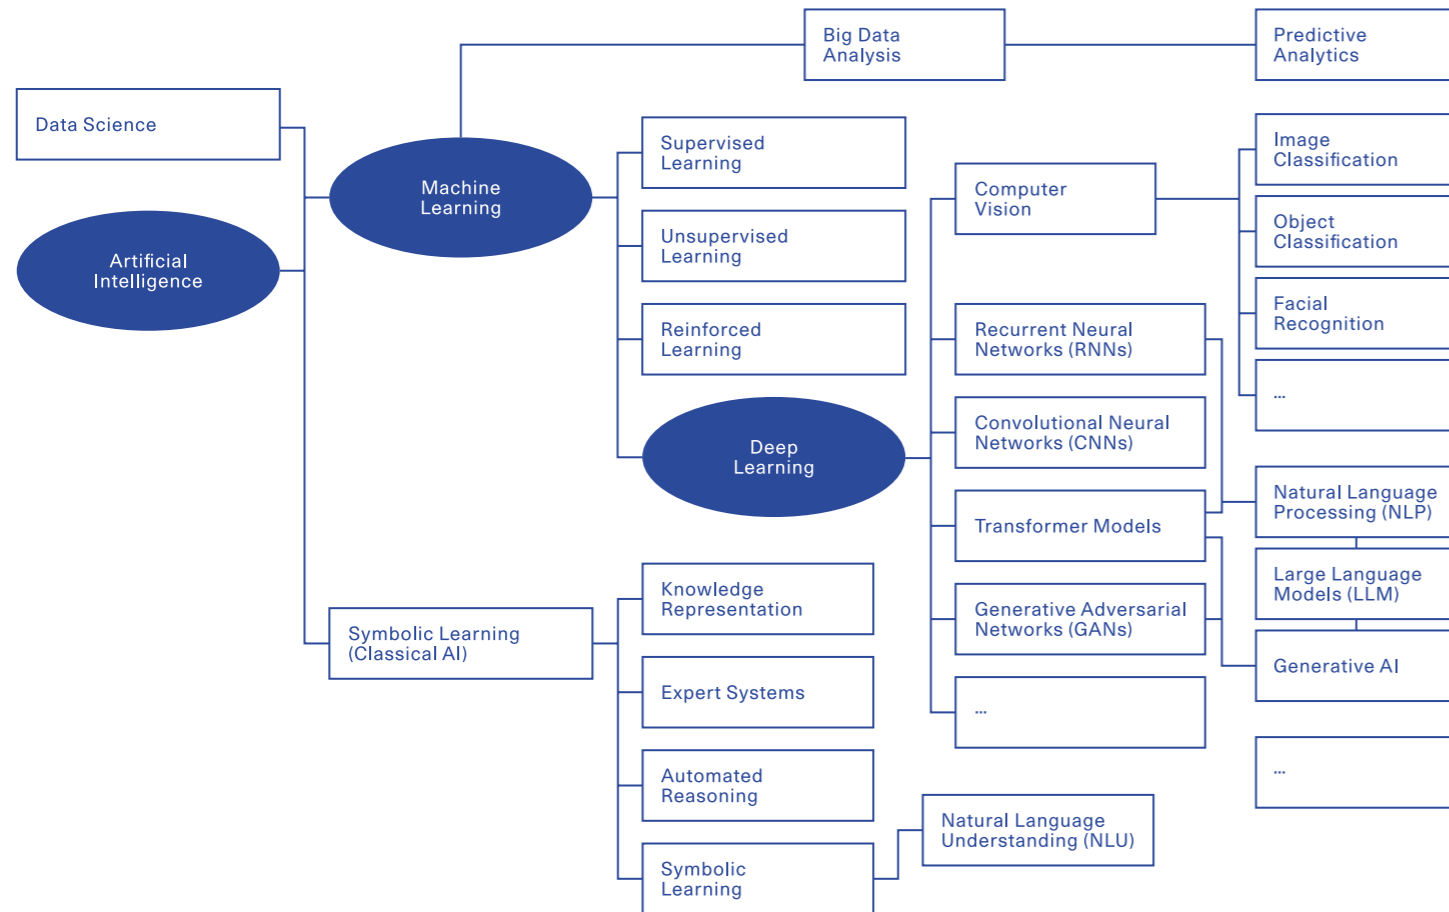 Big Data
Analysis
Predictive
Analytics
Data Science
Artificial
Intelligence
Machine
Learning
Supervised
Learning
Unsupervised
Learning
Reinforced
Learning
Deep
Learning
Computer
Vision
Image
Classification
Object
Classification
Facial
Recognition
...
Recurrent Neural
Networks (RNNs)
Convolutional Neural
Networks (CNNs)
Transformer Models
Generative Adversarial
Networks (GANs)
...
Natural Language
Processing (NLP)
Large Language
Models (LLM)
Generative AI
...
Symbolic Learning
(Classical AI)
Knowledge
Representation
Expert Systems
Automated
Reasoning
Symbolic
Learning
Natural Language
Understanding (NLU)